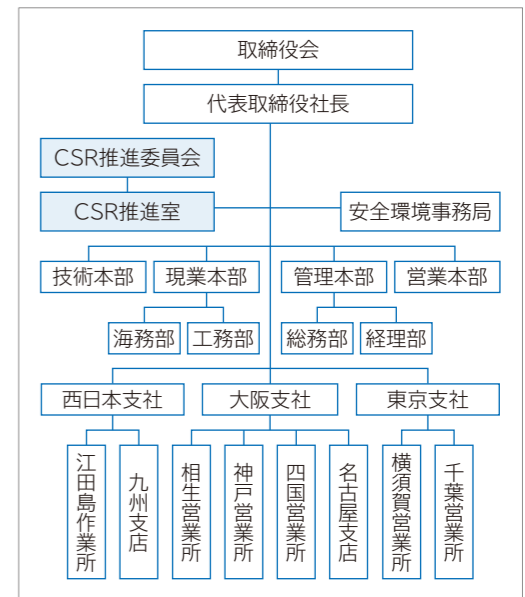 取締役会
代表取締役社長
CSR推進委員会
CSR推進室
安全環境事務局
技術本部
現業本部
管理本部
営業本部
海務部
工務部
総務部
経理部
西日本支社
大阪支社
東京支社
江田島作業所
九州支店
相生営業所
神戸営業所
四国営業所
名古屋支店
横須賀営業所
千葉営業所